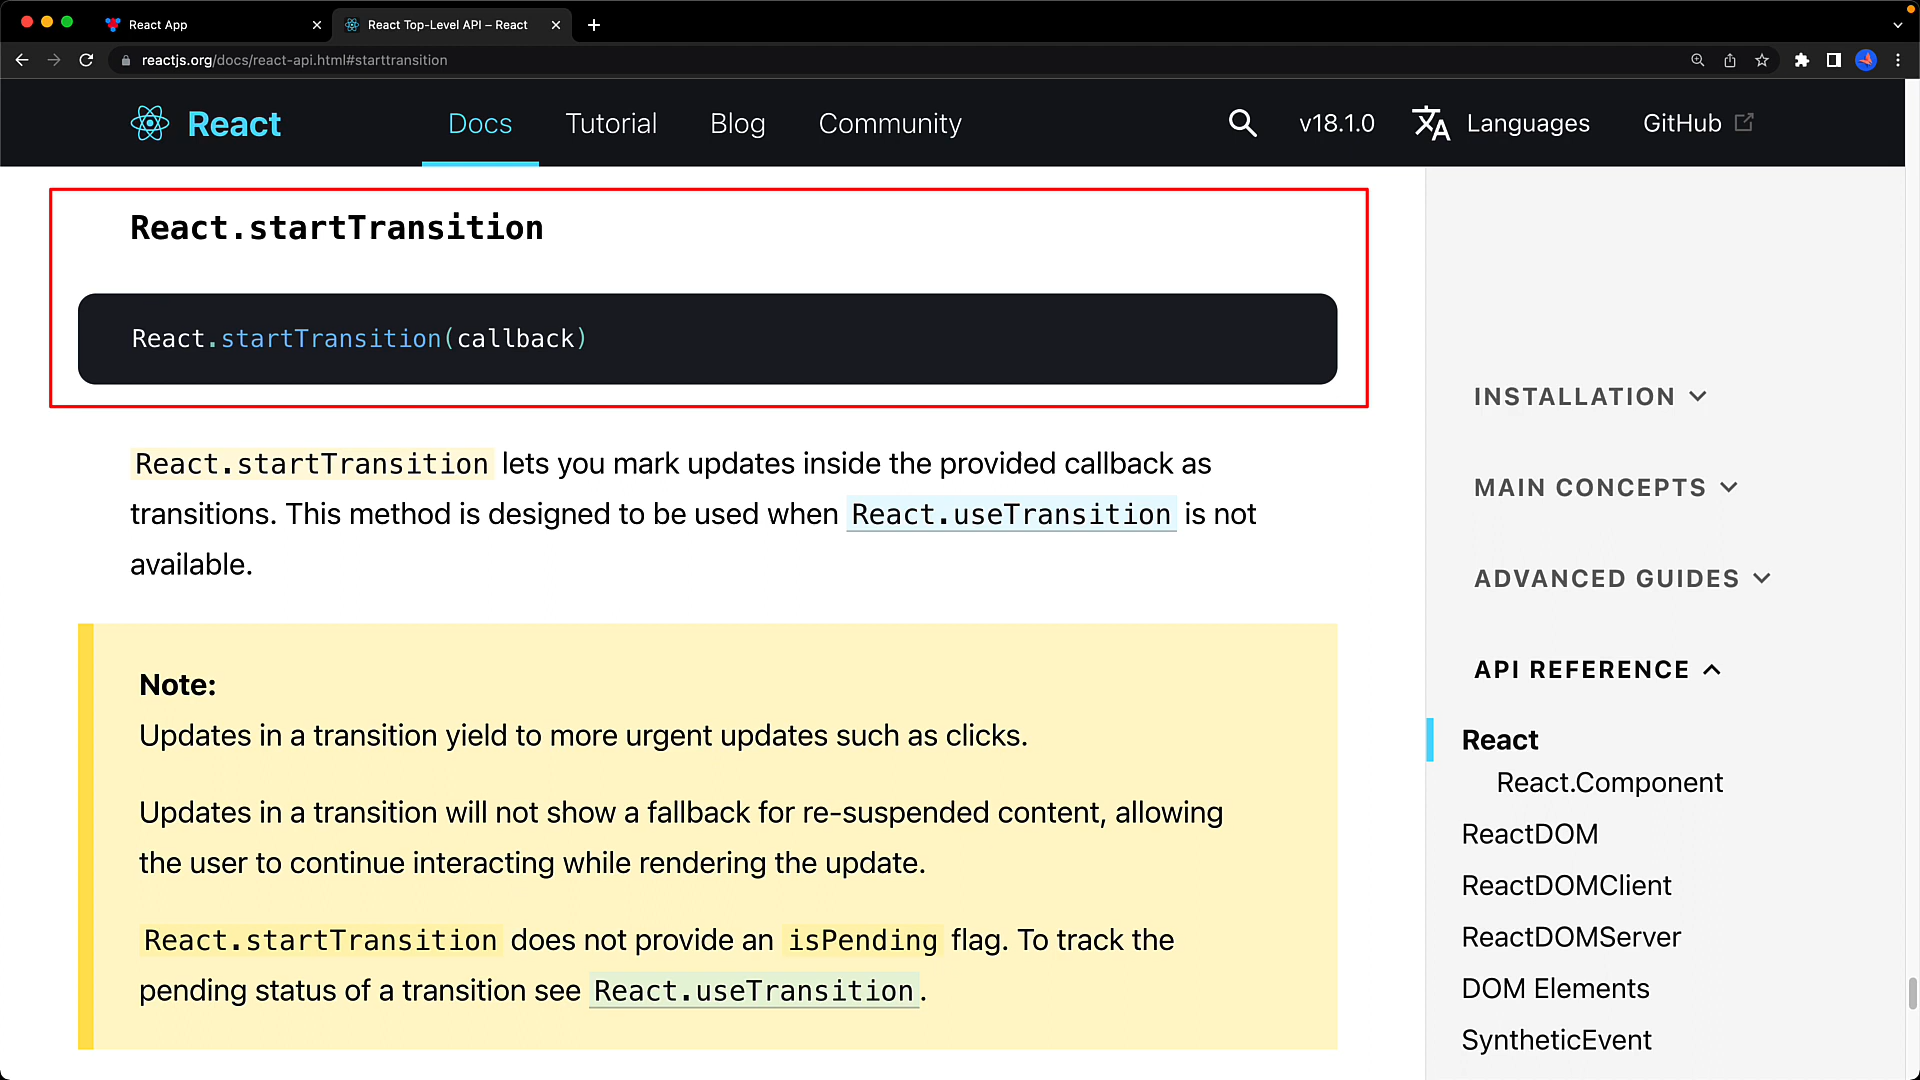 React App
React Top-Level API – React
reactjs.org/docs/react-api.html#starttransition
React
Docs
Tutorial
Blog
Community
v18.1.0
Languages
GitHub
React.startTransition
React.startTransition(callback)
React.startTransition lets you mark updates inside the provided callback as
transitions. This method is designed to be used when React.useTransition is not
available.
Note:
Updates in a transition yield to more urgent updates such as clicks.
Updates in a transition will not show a fallback for re-suspended content, allowing
the user to continue interacting while rendering the update.
React.startTransition does not provide an isPending flag. To track the
pending status of a transition see React.useTransition.
INSTALLATION
MAIN CONCEPTS
ADVANCED GUIDES
API REFERENCE
React
React.Component
ReactDOM
ReactDOMClient
ReactDOMServer
DOM Elements
SyntheticEvent